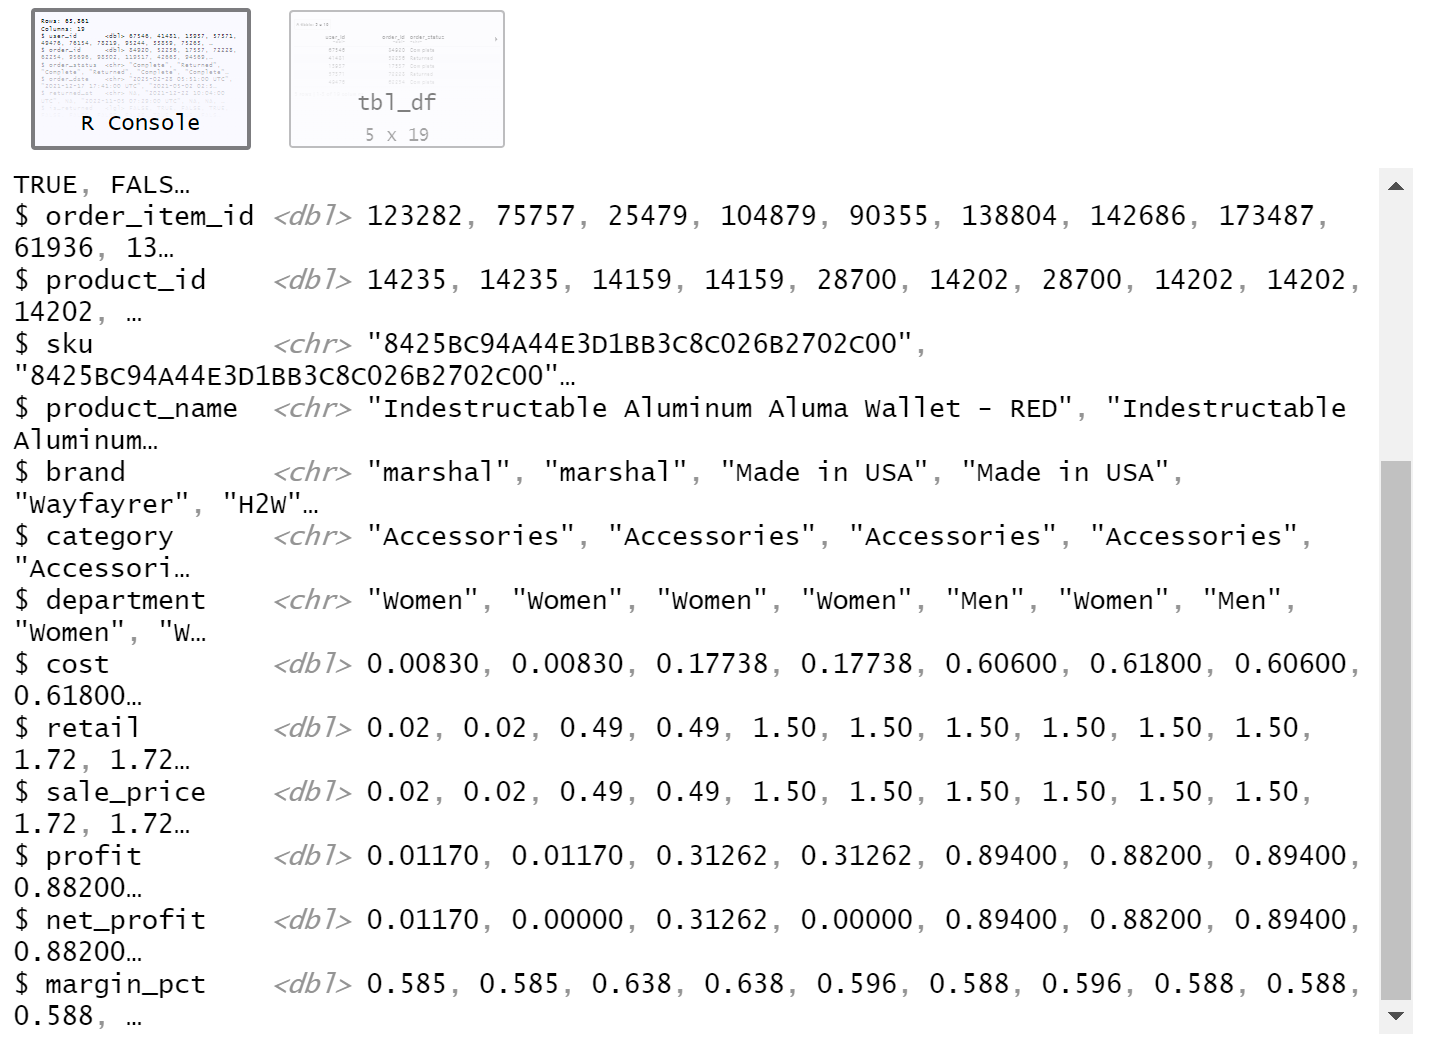 Rows: 65,861
Columns: 19
R Console
tbl_df
5 x 19
TRUE, FALS…
$ order_item_id <dbl> 123282, 75757, 25479, 104879, 90355, 138804, 142686, 173487,
61936, 13…
$ product_id <dbl> 14235, 14235, 14159, 14159, 28700, 14202, 28700, 14202, 14202,
14202, …
$ sku <chr> "8425BC94A44E3D1BB3C8C026B2702C00",
"8425BC94A44E3D1BB3C8C026B2702C00"…
$ product_name <chr> "Indestructable Aluminum Aluma Wallet - RED", "Indestructable
Aluminum…
$ brand <chr> "marshal", "marshal", "Made in USA", "Made in USA",
"Wayfayrer", "H2W"…
$ category <chr> "Accessories", "Accessories", "Accessories", "Accessories",
"Accessori…
$ department <chr> "Women", "Women", "Women", "Women", "Men", "Women", "Men",
"Women", "W…
$ cost <dbl> 0.00830, 0.00830, 0.17738, 0.17738, 0.60600, 0.61800, 0.60600,
0.61800…
$ retail <dbl> 0.02, 0.02, 0.49, 0.49, 1.50, 1.50, 1.50, 1.50, 1.50, 1.50,
1.72, 1.72…
$ sale_price <dbl> 0.02, 0.02, 0.49, 0.49, 1.50, 1.50, 1.50, 1.50, 1.50, 1.50,
1.72, 1.72…
$ profit <dbl> 0.01170, 0.01170, 0.31262, 0.31262, 0.89400, 0.88200, 0.89400,
0.88200…
$ net_profit <dbl> 0.01170, 0.00000, 0.31262, 0.00000, 0.89400, 0.88200, 0.89400,
0.88200…
$ margin_pct <dbl> 0.585, 0.585, 0.638, 0.638, 0.596, 0.588, 0.596, 0.588, 0.588,
0.588, …